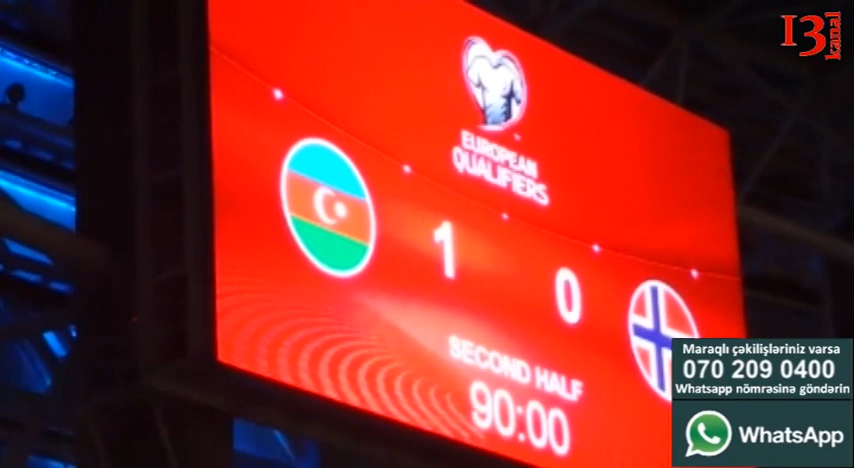 13
kanal
EUROPEAN
QUALIFIERS
1 0
SECOND HALF
90:00
Maraqlı çəkilişləriniz varsa
070 209 0400
Whatsapp nömrəsinə göndərin
WhatsApp